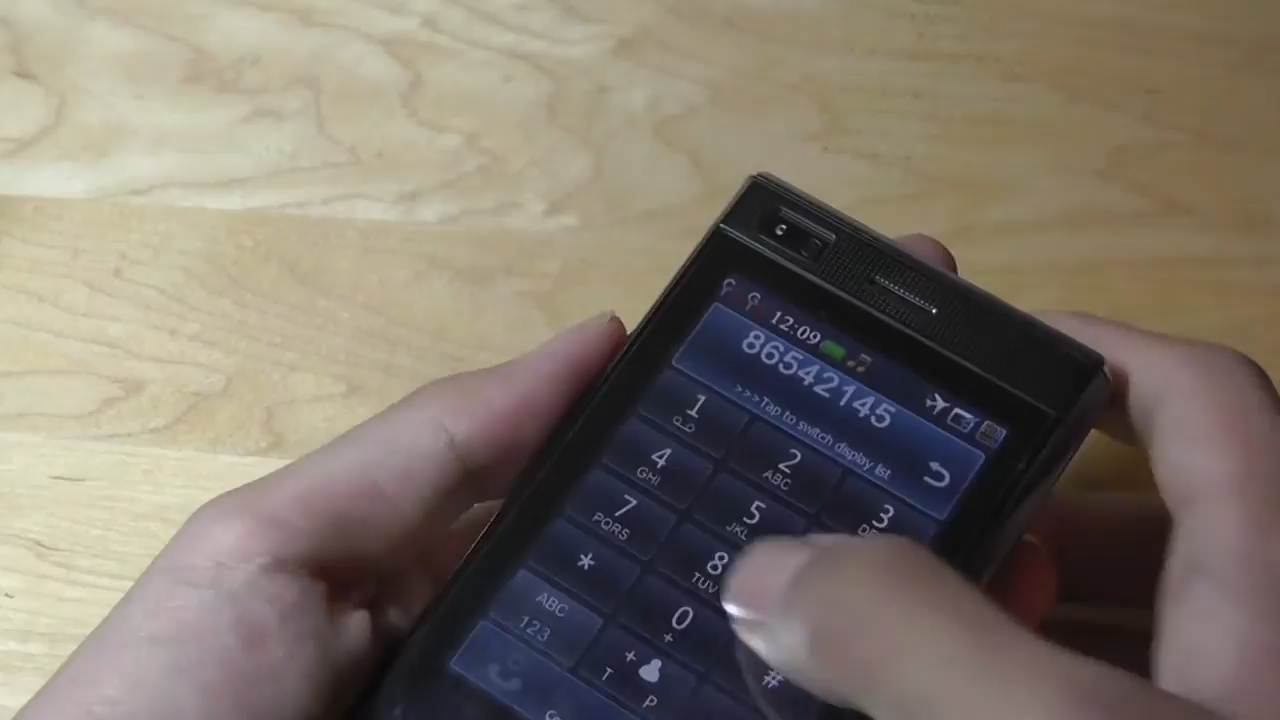 12:09
86542145
>>>Tap to switch display list
1
2
ABC
3
4
GHI
5
JKL
7
PQRS
8
TUV
*
0
+
#
ABC
123
+
T P